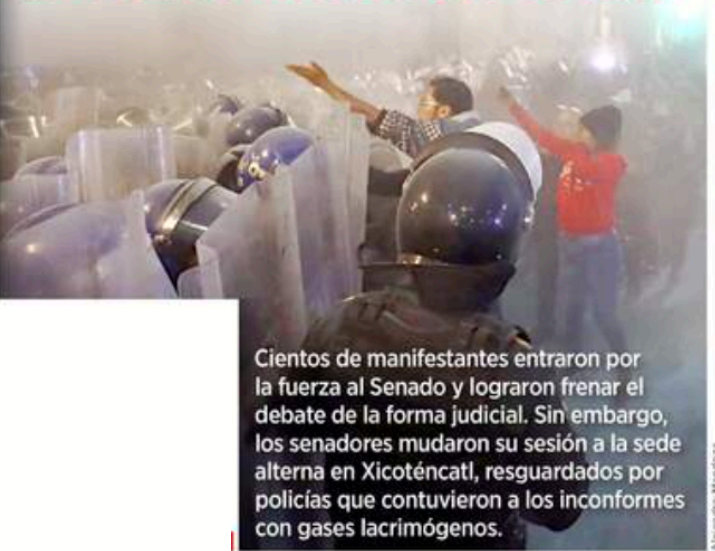 Cientos de manifestantes entraron por
la fuerza al Senado y lograron frenar el
debate de la forma judicial. Sin embargo,
los senadores mudaron su sesión a la sede
alterna en Xicoténcatl, resguardados por
policías que contuvieron a los inconformes
con gases lacrimógenos.